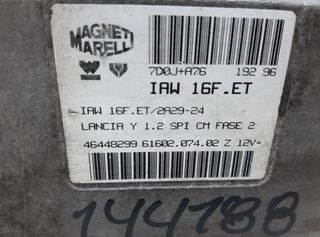 MAGNETI
MARELLI
7D0J+A76 192 96
IAW 16F.ET
IAW 16F.ET/2A29-24
LANCIA Y 1.2 SPI CM FASE 2
46448299 61602.074.02 Z 12V=
144188